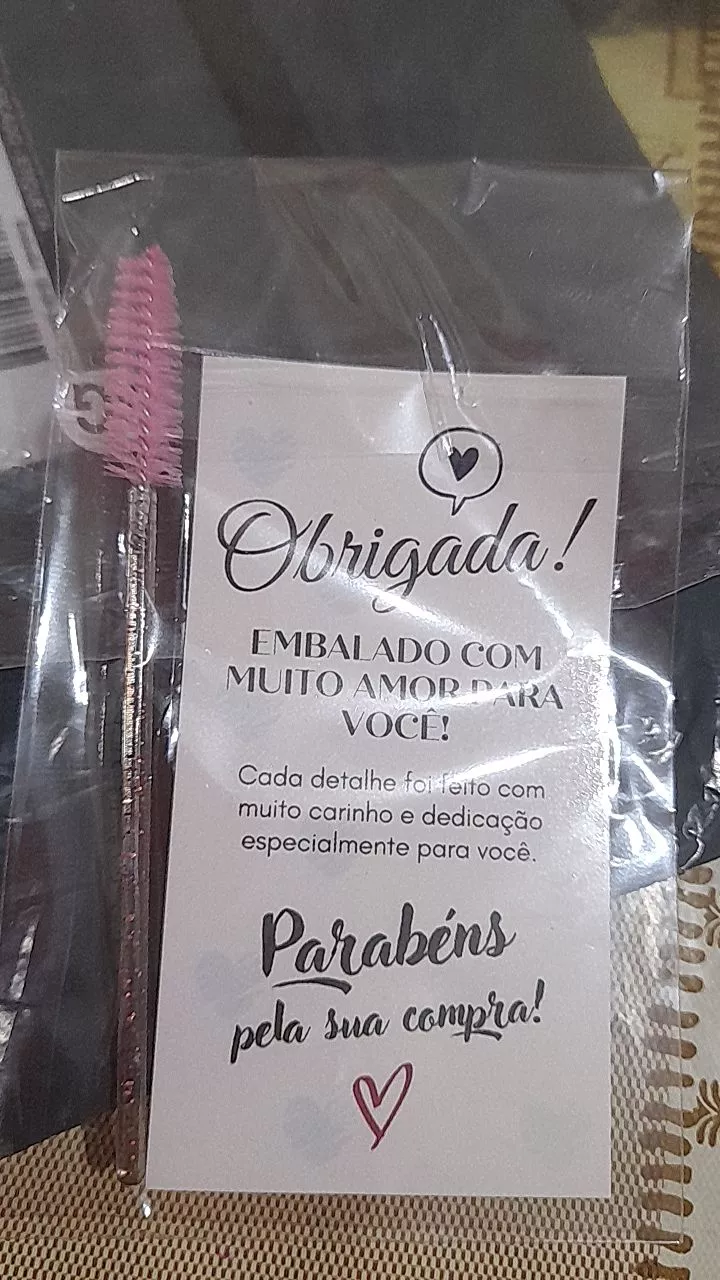 Obrigada!
EMBALADO COM
MUITO AMOR PARA
VOCÊ!
Cada detalhe foi feito com
muito carinho e dedicação
especialmente para você.
Parabéns
pela sua compra!